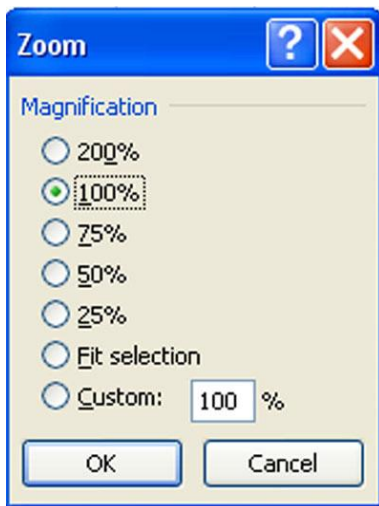 Zoom
Magnification
200%
100%
75%
50%
25%
Fit selection
Custom: 100 %
OK Cancel